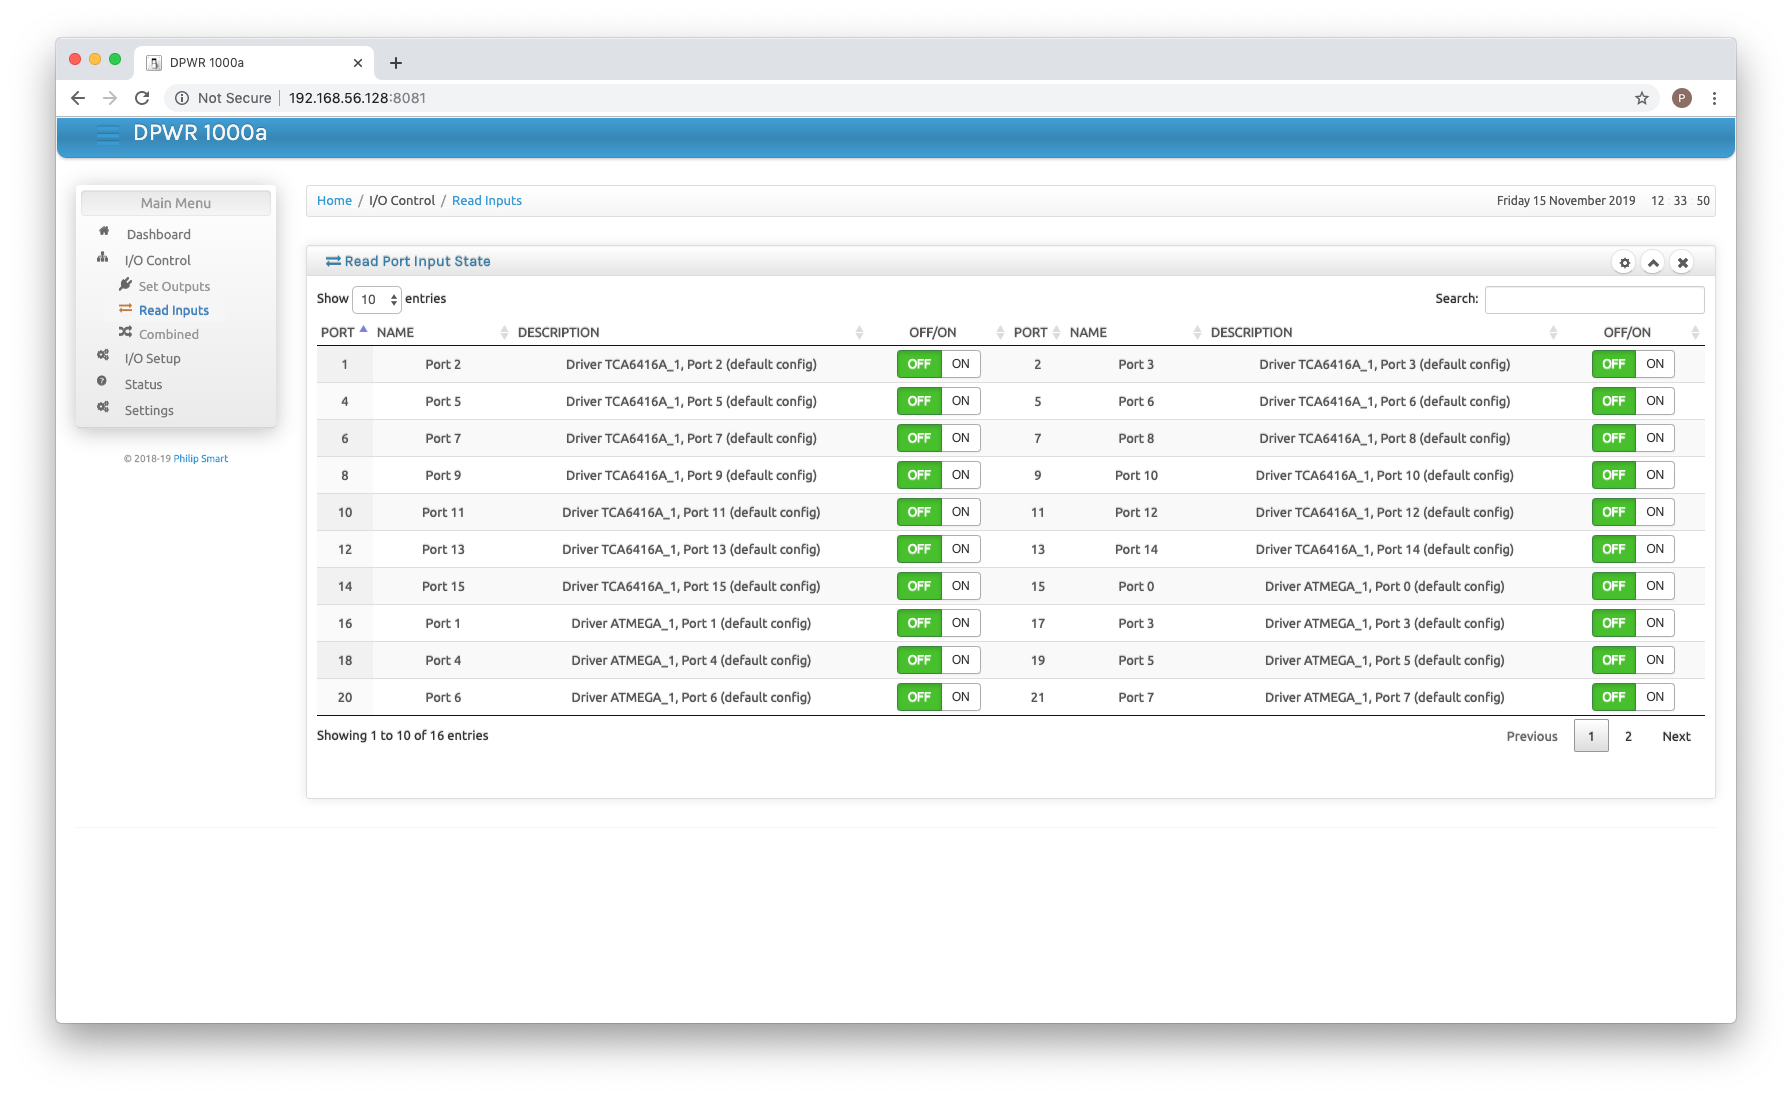 DPWR 1000a
Not Secure 192.168.56.128:8081 P
DPWR 1000a
Main Menu
Dashboard
I/O Control
Set Outputs
Read Inputs
Combined
I/O Setup
Status
Settings
© 2018-19 Philip Smart
Home / I/O Control / Read Inputs Friday 15 November 2019 12 33 50
Read Port Input State
Show 10 entries Search:
PORT NAME DESCRIPTION OFF/ON PORT NAME DESCRIPTION OFF/ON
1 Port 2 Driver TCA6416A_1, Port 2 (default config) OFF ON 2 Port 3 Driver TCA6416A_1, Port 3 (default config) OFF ON
4 Port 5 Driver TCA6416A_1, Port 5 (default config) OFF ON 5 Port 6 Driver TCA6416A_1, Port 6 (default config) OFF ON
6 Port 7 Driver TCA6416A_1, Port 7 (default config) OFF ON 7 Port 8 Driver TCA6416A_1, Port 8 (default config) OFF ON
8 Port 9 Driver TCA6416A_1, Port 9 (default config) OFF ON 9 Port 10 Driver TCA6416A_1, Port 10 (default config) OFF ON
10 Port 11 Driver TCA6416A_1, Port 11 (default config) OFF ON 11 Port 12 Driver TCA6416A_1, Port 12 (default config) OFF ON
12 Port 13 Driver TCA6416A_1, Port 13 (default config) OFF ON 13 Port 14 Driver TCA6416A_1, Port 14 (default config) OFF ON
14 Port 15 Driver TCA6416A_1, Port 15 (default config) OFF ON 15 Port 0 Driver ATMEGA_1, Port 0 (default config) OFF ON
16 Port 1 Driver ATMEGA_1, Port 1 (default config) OFF ON 17 Port 3 Driver ATMEGA_1, Port 3 (default config) OFF ON
18 Port 4 Driver ATMEGA_1, Port 4 (default config) OFF ON 19 Port 5 Driver ATMEGA_1, Port 5 (default config) OFF ON
20 Port 6 Driver ATMEGA_1, Port 6 (default config) OFF ON 21 Port 7 Driver ATMEGA_1, Port 7 (default config) OFF ON
Showing 1 to 10 of 16 entries Previous 1 2 Next